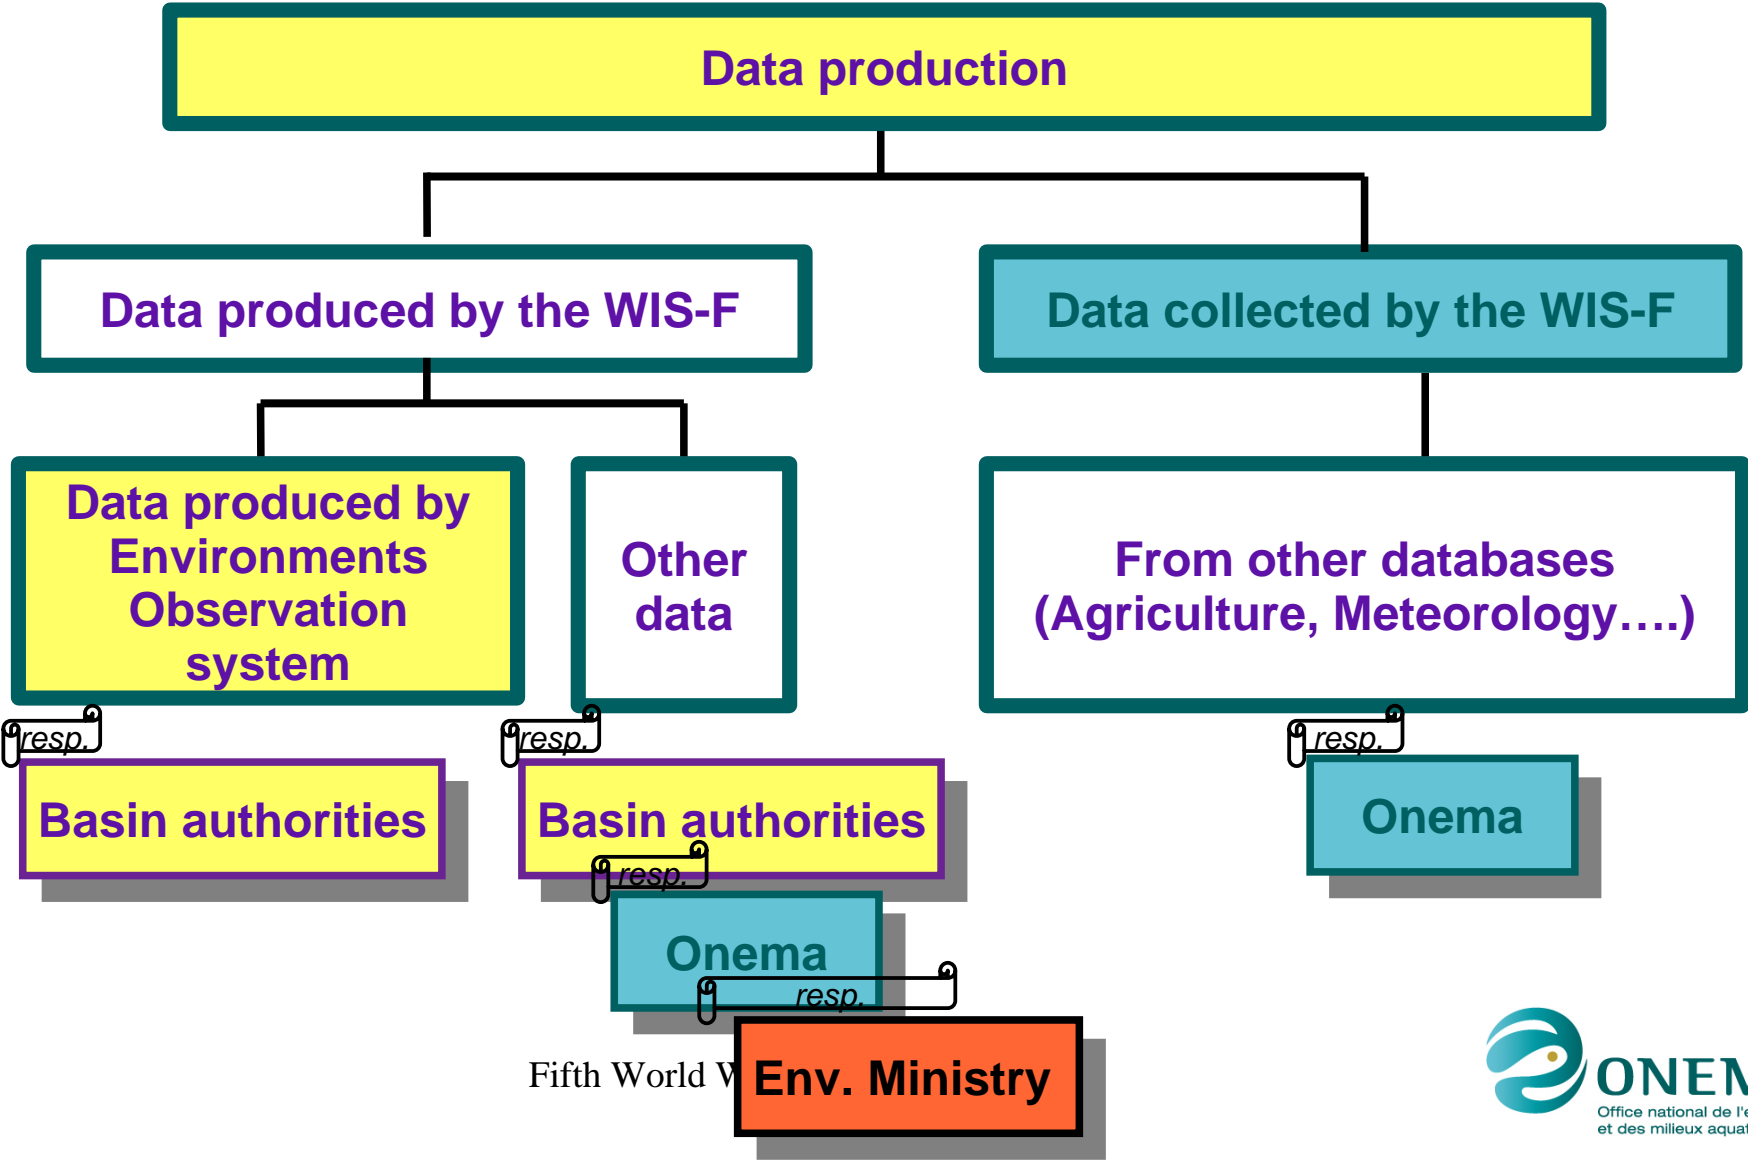 Data production
Data produced by the WIS-F
Data collected by the WIS-F
Data produced by
Environments
Observation
system
Other
data
From other databases
(Agriculture, Meteorology….)
resp.
resp.
resp.
Basin authorities
Basin authorities
Onema
resp.
Onema
resp.
Env. Ministry
Fifth World
Office national de
et des milieux